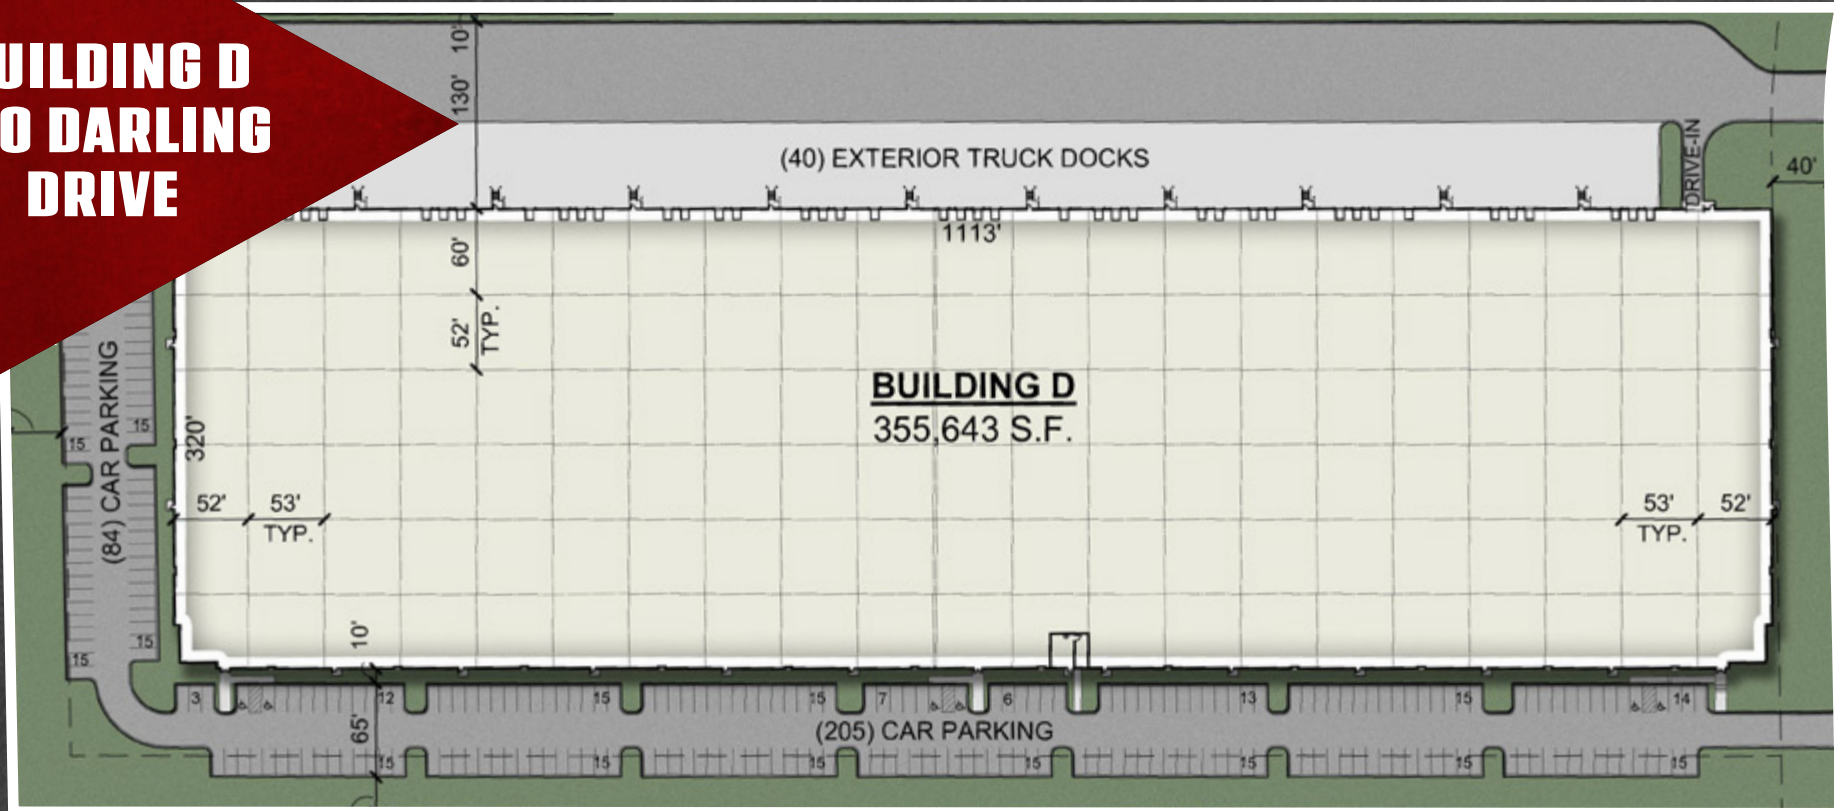 UILDING D
O DARLING
DRIVE
10'
130'
(40) EXTERIOR TRUCK DOCKS
DRIVE-IN
40'
1113'
60'
52'
TYP.
BUILDING D
355,643 S.F.
320'
(84) CAR PARKING
15
15
15
15
52'
53'
TYP.
53'
52'
TYP.
10'
3
12
15
15
7
6
13
15
14
65'
(205) CAR PARKING
15
15
15
15
15
15
15